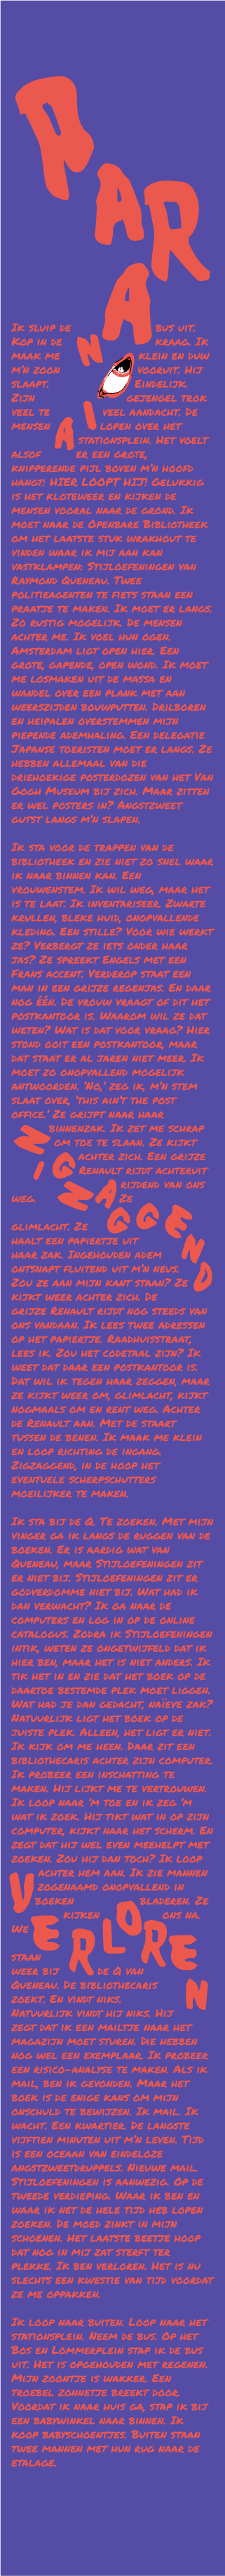 PARANOIA
Ik sluip de bus uit.
Kop in de kraag. Ik
maak me klein en duw
m'n zoon vooruit. Hij
slaapt. Eindelijk.
Zijn gejengel trok
veel te veel aandacht. De
mensen lopen over het
stationsplein. Het voelt
alsof er een grote,
knipperende pijl boven m'n hoofd
hangt: HIER LOOPT HIJ! Gelukkig
is het kloteweer en kijken de
mensen vooral naar de grond. Ik
moet naar de Openbare Bibliotheek
om het laatste stuk wrakhout te
vinden waar ik mij aan kan
vastklampen: Stijloefeningen van
Raymond Queneau. Twee
politieagenten te fiets staan een
praatje te maken. Ik moet er langs.
Zo rustig mogelijk. De mensen
achter me. Ik voel hun ogen.
Amsterdam ligt open hier. Een
grote, gapende, open wond. Ik moet
me losmaken uit de massa en
wandel over een plank met aan
weerszijden bouwputten. Drilboren
en heipalen overstemmen mijn
piepende ademhaling. Een delegatie
Japanse toeristen moet er langs. Ze
hebben allemaal van die
driehoekige posterdozen van het Van
Gogh Museum bij zich. Maar zitten
er wel posters in? Angstzweet
gutst langs m'n slapen.
Ik sta voor de trappen van de
bibliotheek en zie niet zo snel waar
ik naar binnen kan. Een
vrouwenstem. Ik wil weg, maar het
is te laat. Ik inventariseer. Zwarte
krullen, bleke huid, onopvallende
kleding. Een stille? Voor wie werkt
ze? Verbergt ze iets onder haar
jas? Ze spreekt Engels met een
Frans accent. Verderop staat een
man in een grijze regenjas. En daar
nog één. De vrouw vraagt of dit het
postkantoor is. Waarom wil ze dat
weten? Wat is dat voor vraag? Hier
stond ooit een postkantoor, maar
dat staat er al jaren niet meer. Ik
moet zo onopvallend mogelijk
antwoorden. 'No,' zeg ik, m'n stem
slaat over, 'this ain't the post
office.' Ze grijpt naar haar
binnenzak. Ik zet me schrap
om toe te slaan. Ze kijkt
achter zich. Een grijze
Renault rijdt achteruit
rijdend van ons
weg. Ze
ZIGZAGGEND
glimlacht. Ze
haalt een papiertje uit
haar zak. Ingehouden adem
ontsnapt fluitend uit m'n neus.
Zou ze aan mijn kant staan? Ze
kijkt weer achter zich. De
grijze Renault rijdt nog steeds van
ons vandaan. Ik lees twee adressen
op het papiertje. Raadhuisstraat,
lees ik. Zou het codetaal zijn? Ik
weet dat daar een postkantoor is.
Dat wil ik tegen haar zeggen, maar
ze kijkt weer om, glimlacht, kijkt
nogmaals om en rent weg. Achter
de Renault aan. Met de staart
tussen de benen. Ik maak me klein
en loop richting de ingang.
Zigzaggend, in de hoop het
eventuele scherpschutters
moeilijker te maken.
Ik sta bij de Q. Te zoeken. Met mijn
vinger ga ik langs de ruggen van de
boeken. Er is aardig wat van
Queneau, maar Stijloefeningen zit
er niet bij. Stijloefeningen zit er
godverdomme niet bij. Wat had ik
dan verwacht? Ik ga naar de
computers en log in op de online
catalogus. Zodra ik Stijloefeningen
intik, weten ze ongetwijfeld dat ik
hier ben, maar het is niet anders. Ik
tik het in en zie dat het boek op de
daartoe bestemde plek moet liggen.
Wat had je dan gedacht, naïeve zak?
Natuurlijk ligt het boek op de
juiste plek. Alleen, het ligt er niet.
Ik kijk om me heen. Daar zit een
bibliothecaris achter zijn computer.
Ik probeer een inschatting te
maken. Hij lijkt me te vertrouwen.
Ik loop naar 'm toe en ik zeg 'm
wat ik zoek. Hij tikt wat in op zijn
computer, kijkt naar het scherm. En
zegt dat hij wel even meehelpt met
zoeken. Zou hij dan toch? Ik loop
achter hem aan. Ik zie mannen
zogenaamd onopvallend in
boeken bladeren. Ze
kijken ons na.
We
VERLOREN
staan
weer bij de Q van
Queneau. De bibliothecaris
zoekt. En vindt niks.
Natuurlijk vindt hij niks. Hij
zegt dat ik een mailtje naar het
magazijn moet sturen. Die hebben
nog wel een exemplaar. Ik probeer
een risico-analyse te maken. Als ik
mail, ben ik gevonden. Maar het
boek is de enige kans om mijn
onschuld te bewijzen. Ik mail. Ik
wacht. Een kwartier. De langste
vijftien minuten uit m'n leven. Tijd
is een oceaan van eindeloze
angstzweetdruppels. Nieuwe mail.
Stijloefeningen is aanwezig. Op de
tweede verdieping. Waar ik ben en
waar ik net de hele tijd heb lopen
zoeken. De moed zinkt in mijn
schoenen. Het laatste beetje hoop
dat nog in mij zat sterft ter
plekke. Ik ben verloren. Het is nu
slechts een kwestie van tijd voordat
ze me oppakken.
Ik loop naar buiten. Loop naar het
stationsplein. Neem de bus. Op het
Bos en Lommerplein stap ik de bus
uit. Het is opgehouden met regenen.
Mijn zoontje is wakker. Een
troebel zonnetje breekt door.
Voordat ik naar huis ga, stap ik bij
een babywinkel naar binnen. Ik
koop babyschoentjes. Buiten staan
twee mannen met hun rug naar de
etalage.